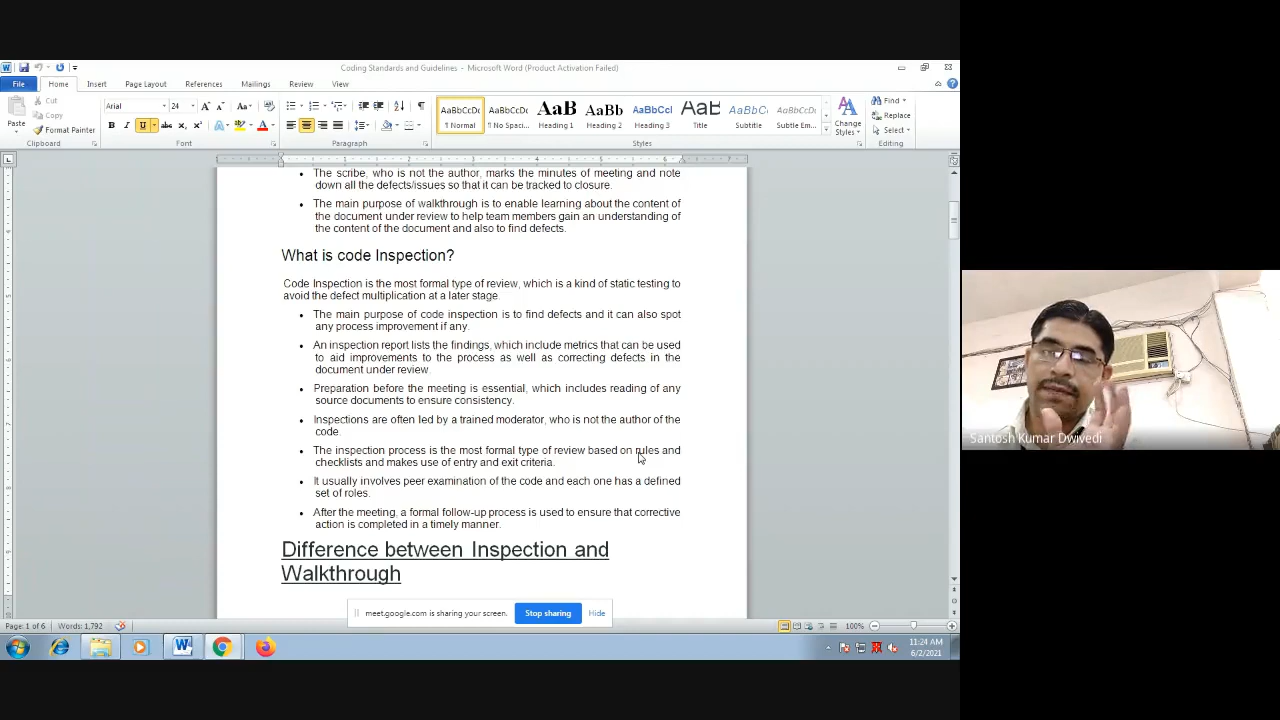 Coding Standards and Guidelines - Microsoft Word (Product Activation Failed)
File Home Insert Page Layout References Mailings Review View
Cut
Copy
Format Painter
Paste
Arial 24
AaBbCcDc AaBbCcDc AaB AaBb AaBbCcI AaB AaBbCcL AaBbCcDc
¶ Normal ¶ No Spaci... Heading 1 Heading 2 Heading 3 Title Subtitle Subtle Em...
Change
Styles
Find
Replace
Select
Clipboard Font Paragraph Styles Editing
• The scribe, who is not the author, marks the minutes of meeting and note
down all the defects/issues so that it can be tracked to closure.
• The main purpose of walkthrough is to enable learning about the content of
the document under review to help team members gain an understanding of
the content of the document and also to find defects.
What is code Inspection?
Code Inspection is the most formal type of review, which is a kind of static testing to
avoid the defect multiplication at a later stage.
• The main purpose of code inspection is to find defects and it can also spot
any process improvement if any.
• An inspection report lists the findings, which include metrics that can be used
to aid improvements to the process as well as correcting defects in the
document under review.
• Preparation before the meeting is essential, which includes reading of any
source documents to ensure consistency.
• Inspections are often led by a trained moderator, who is not the author of the
code.
• The inspection process is the most formal type of review based on rules and
checklists and makes use of entry and exit criteria.
• It usually involves peer examination of the code and each one has a defined
set of roles.
• After the meeting, a formal follow-up process is used to ensure that corrective
action is completed in a timely manner.
Difference between Inspection and
Walkthrough
meet.google.com is sharing your screen. Stop sharing Hide
Page: 1 of 6 Words: 1,792 100%
11:24 AM
6/2/2021
Santosh Kumar Dwivedi